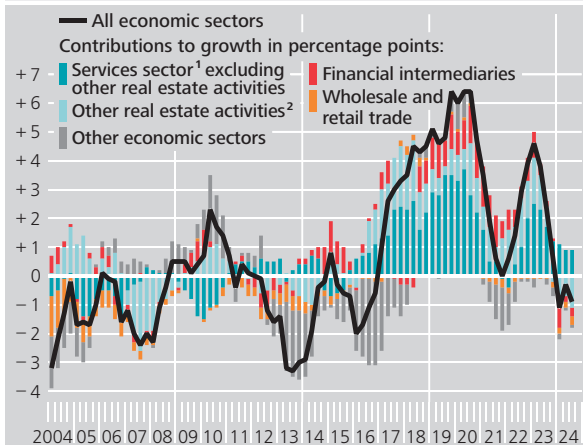 All economic sectors
Contributions to growth in percentage points:
Services sector¹ excluding
other real estate activities
Other real estate activities²
Other economic sectors
Financial intermediaries
Wholesale and
retail trade
+ 7
+ 6
+ 5
+ 4
+ 3
+ 2
+ 1
0
− 1
− 2
− 3
− 4
2004 05 06 07 08 09 10 11 12 13 14 15 16 17 18 19 20 21 22 23 24